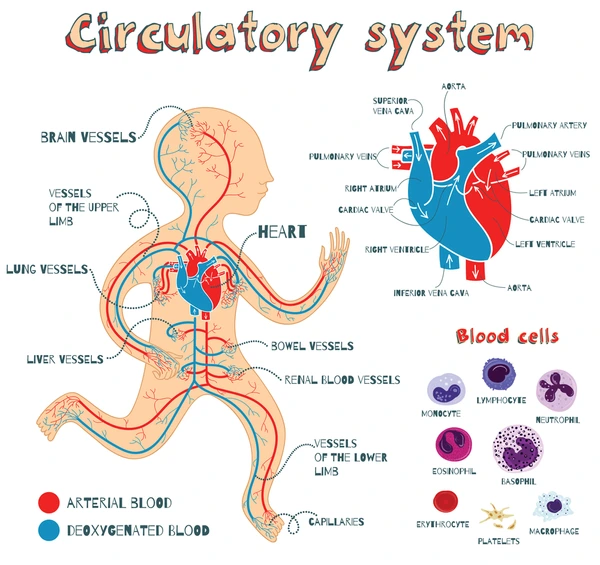 Circulatory system
BRAIN VESSELS
VESSELS
OF THE UPPER
LIMB
HEART
LUNG VESSELS
LIVER VESSELS
BOWEL VESSELS
REINAL BLOOD VESSELS
VESSELS
OF THE LOWER
LIMB
CAPILLARIES
ARTERIAL BLOOD
DEOXYGENATED BLOOD
AORTA
SUPERIOR
VENA CAVA
PULMONARY ARTERY
PULMONARY VEINS
PULMONARY VEINS
RIGHT ATRIUM
LEFT ATRIUM
CARDIAC VALVE
CARDIAC VALVE
RIGHT VENTRICLE
LEFT VENTRICLE
INFERIOR VENA CAVA
AORTA
Blood cells
MONOCYTE
LYMPHOCYTE
NEUTROPHIL
EOSINOPHIL
BASOPHIL
ERYTHROCYTE
PLATELETS
MACROPHAGE